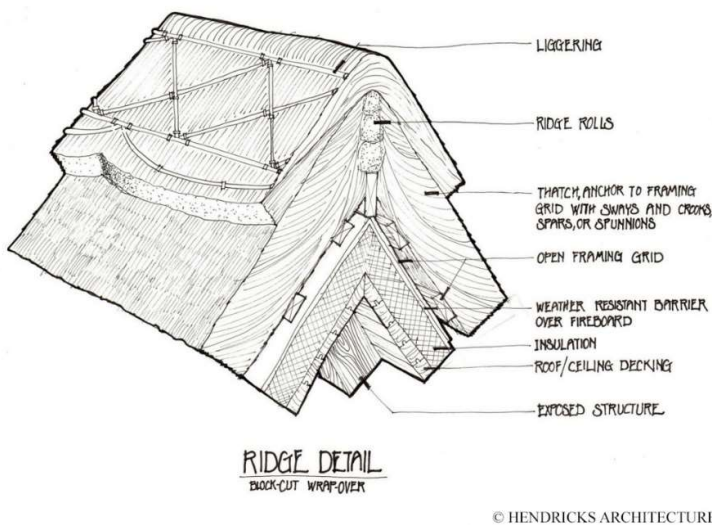 LIGGERING
RIDGE ROLLS
THATCH, ANCHOR TO FRAMING
GRID WITH SWAYS AND CROOKS,
SPARS, OR SPUNNIONS
OPEN FRAMING GRID
WEATHER RESISTANT BARRIER
OVER FIREBOARD
INSULATION
ROOF/CEILING DECKING
EXPOSED STRUCTURE
RIDGE DETAIL
BLOCK-CUT WRAP-OVER
© HENDRICKS ARCHITECTURE